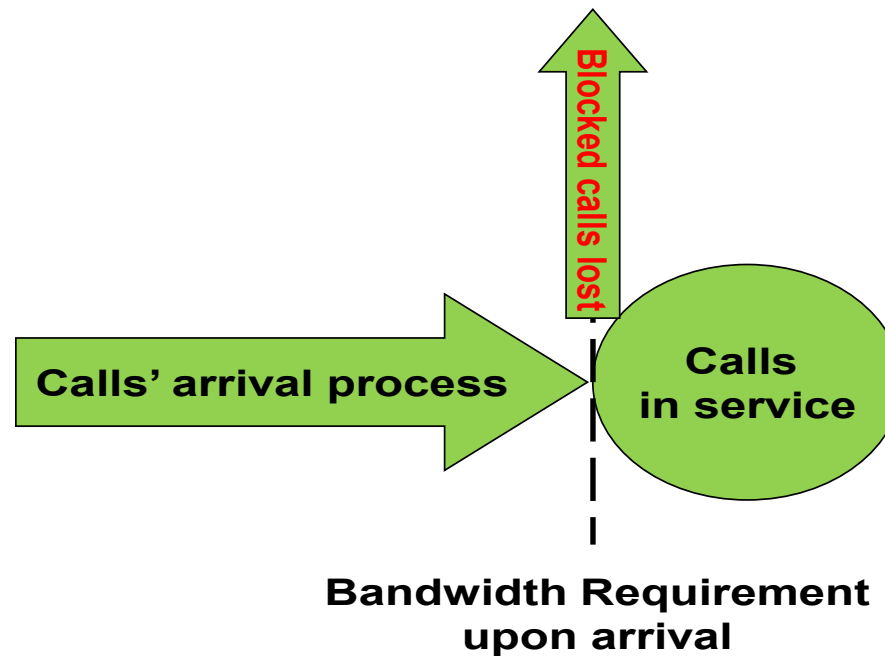 Blocked calls lost
Calls’ arrival process
Calls
in service
Bandwidth Requirement
upon arrival